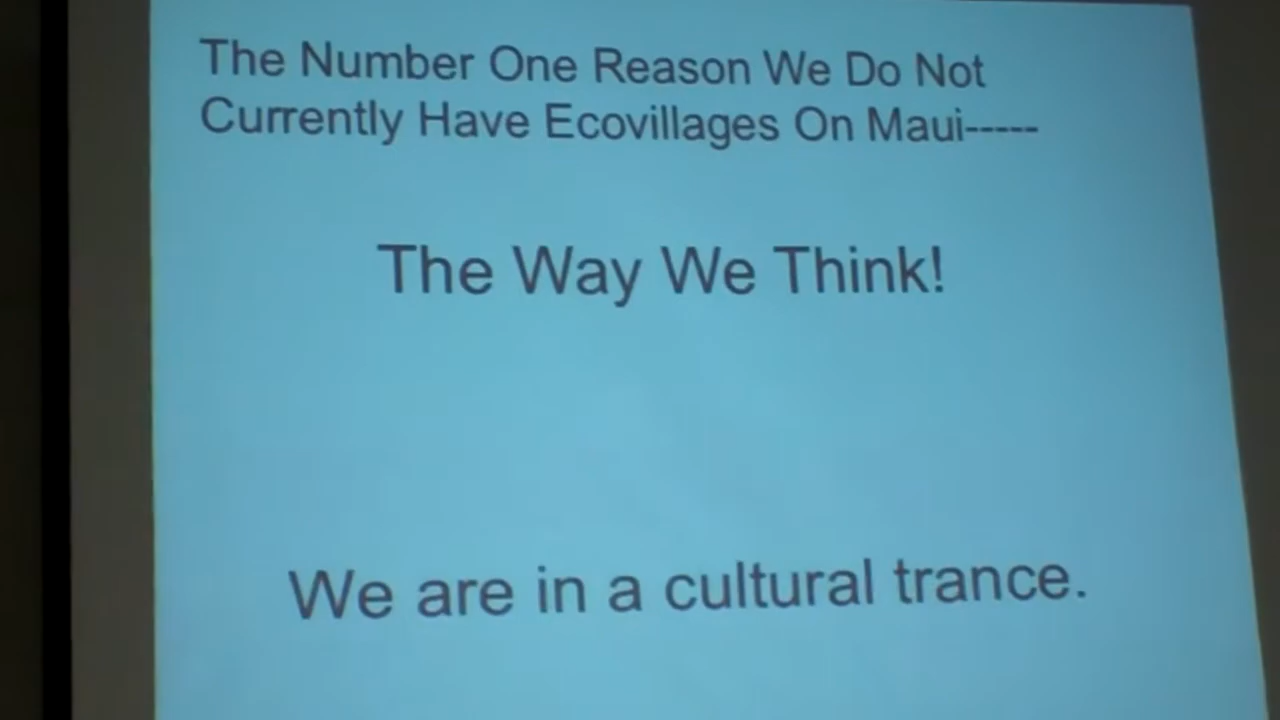 The Number One Reason We Do Not
Currently Have Ecovillages On Maui-----
The Way We Think!
We are in a cultural trance.